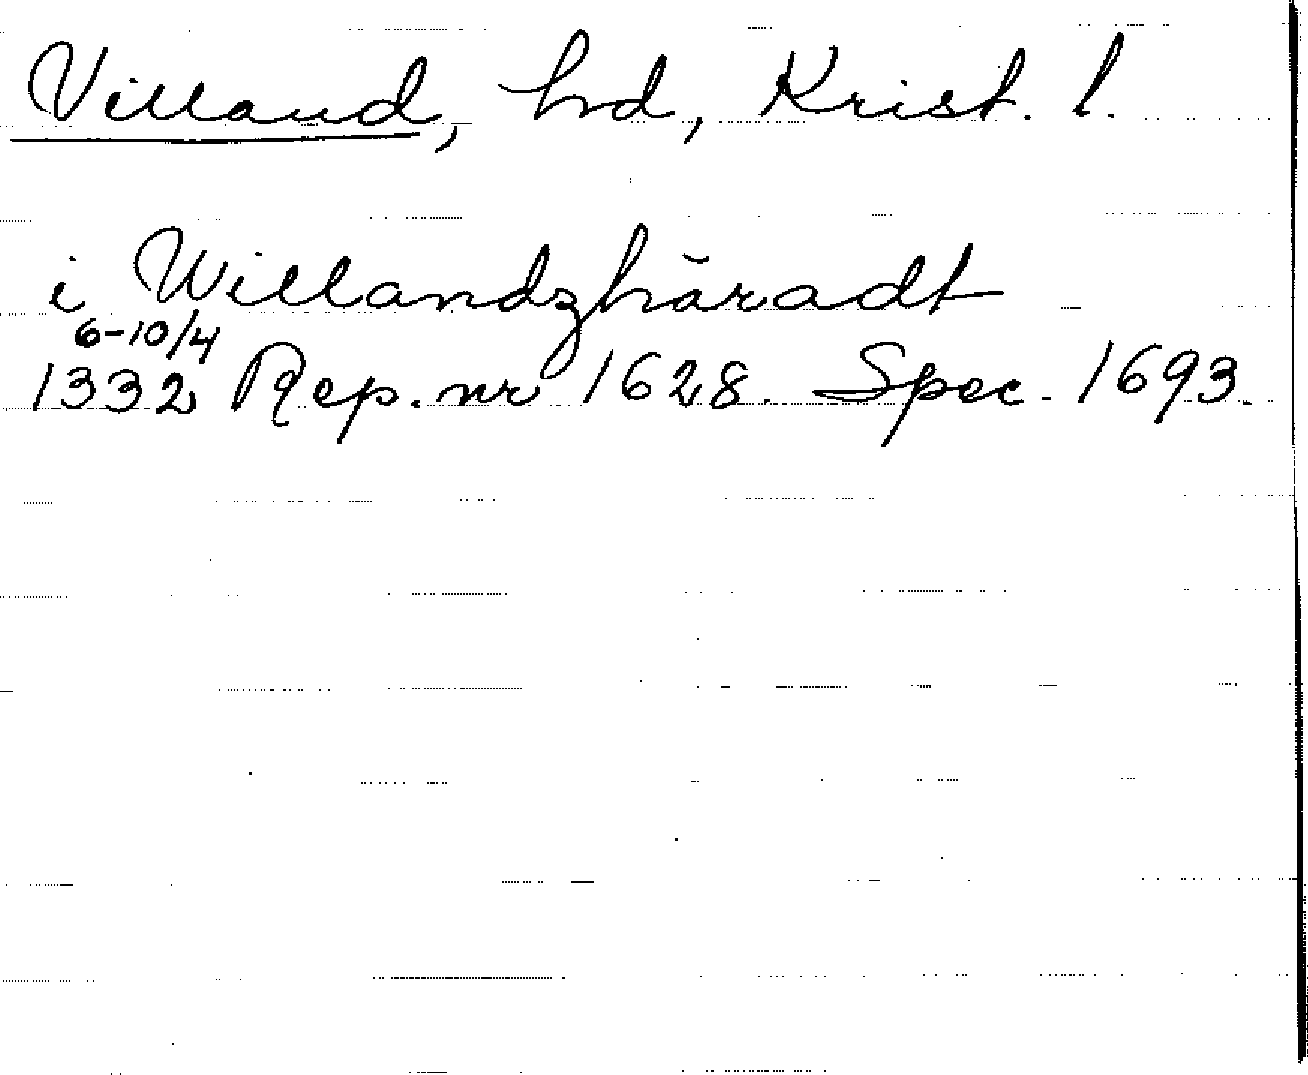 Villand, hd, Krist. l.
i Willandzhäradt
6-10/4
1332 Rep. nr 1628. Spec. 1693.